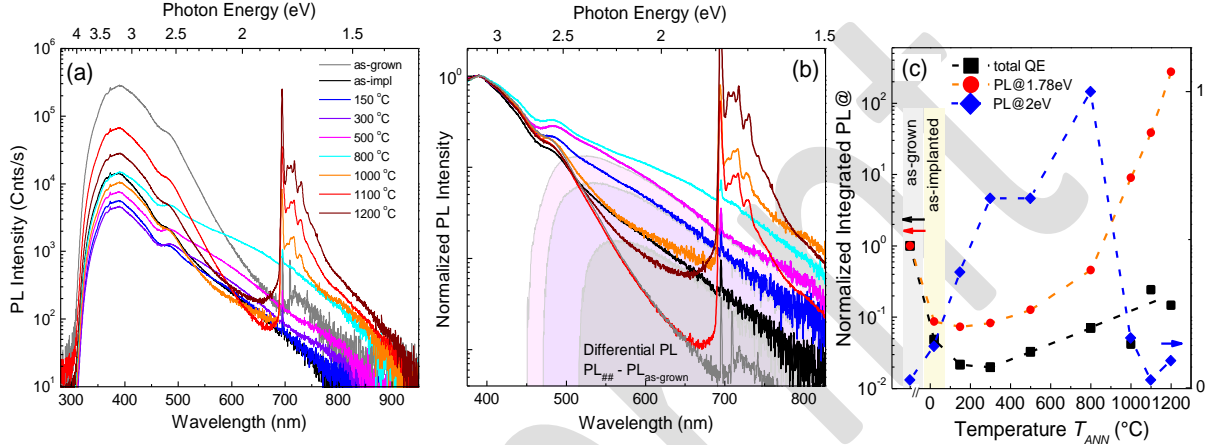 Photon Energy (eV)
4 3.5 3 2.5 2 1.5
10^6
10^5
10^4
10^3
10^2
10^1
PL Intensity (Cnts/s)
(a)
as-grown
as-impl
150 °C
300 °C
500 °C
800 °C
1000 °C
1100 °C
1200 °C
300 400 500 600 700 800 900
Wavelength (nm)
Photon Energy (eV)
3 2.5 2 1.5
10^0
Normalized PL Intensity
(b)
Differential PL
PL## - PLas-grown
400 500 600 700 800
Wavelength (nm)
(c)
total QE
PL@1.78eV
PL@2eV
10^2
10^1
10^0
10^-1
10^-2
Normalized Integrated PL@
as-grown
as-implanted
1
0
// 0 200 400 600 800 1000 1200
Temperature TANN (°C)